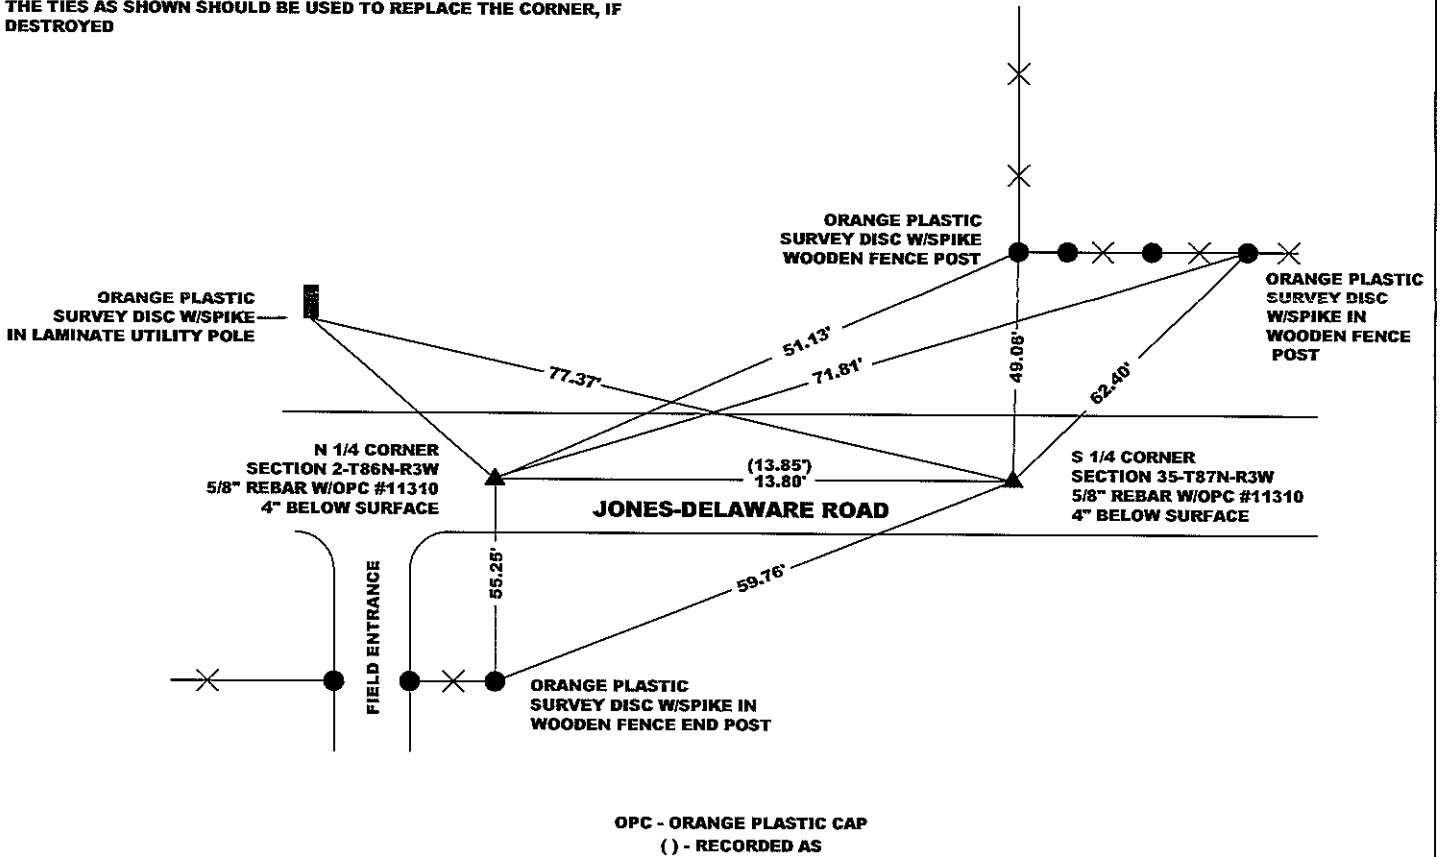 THE TIES AS SHOWN SHOULD BE USED TO REPLACE THE CORNER, IF
DESTROYED
ORANGE PLASTIC
SURVEY DISC W/SPIKE
WOODEN FENCE POST
ORANGE PLASTIC
SURVEY DISC
W/SPIKE IN
WOODEN FENCE
POST
ORANGE PLASTIC
SURVEY DISC W/SPIKE
IN LAMINATE UTILITY POLE
51.13'
49.08'
77.37'
71.81'
62.40'
N 1/4 CORNER
SECTION 2-T86N-R3W
5/8" REBAR W/OPC #11310
4" BELOW SURFACE
(13.85')
13.80'
S 1/4 CORNER
SECTION 35-T87N-R3W
5/8" REBAR W/OPC #11310
4" BELOW SURFACE
JONES-DELAWARE ROAD
55.25'
59.76'
FIELD ENTRANCE
ORANGE PLASTIC
SURVEY DISC W/SPIKE IN
WOODEN FENCE END POST
OPC - ORANGE PLASTIC CAP
( ) - RECORDED AS